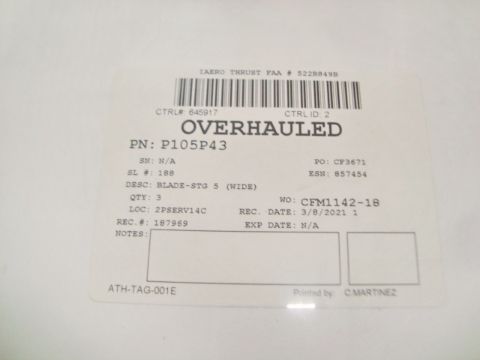 IAERO THRUST FAA # 522R849B
CTRL#: 645917 CTRL ID: 2
OVERHAULED
PN: P105P43
SN: N/A PO: CF3671
SL #: 188 ESN: 857454
DESC: BLADE-STG 5 (WIDE)
QTY: 3 WO: CFM1142-18
LOC: 2PSERV14C REC. DATE: 3/8/2021 1
REC.#: 187969 EXP DATE: N/A
NOTES:
ATH-TAG-001E Printed by: C.MARTINEZ